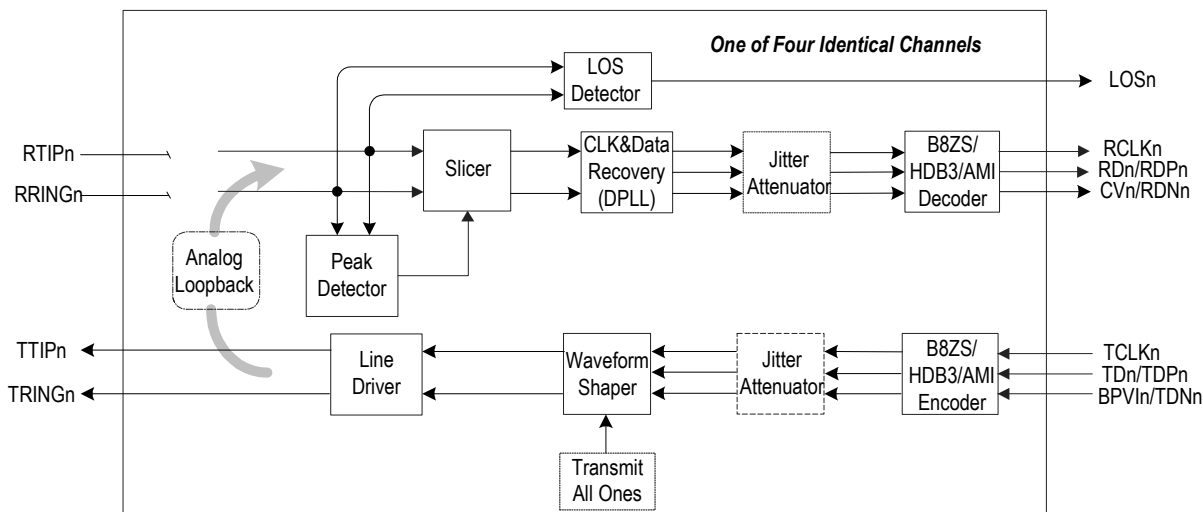 One of Four Identical Channels
LOS
Detector
LOSn
RTIPn
RRINGn
Slicer
CLK&Data
Recovery
(DPLL)
Jitter
Attenuator
B8ZS/
HDB3/AMI
Decoder
RCLKn
RDn/RDPn
CVn/RDNn
Peak
Detector
Analog
Loopback
TTIPn
TRINGn
Line
Driver
Waveform
Shaper
Jitter
Attenuator
B8ZS/
HDB3/AMI
Encoder
TCLKn
TDn/TDPn
BPVIn/TDNn
Transmit
All Ones